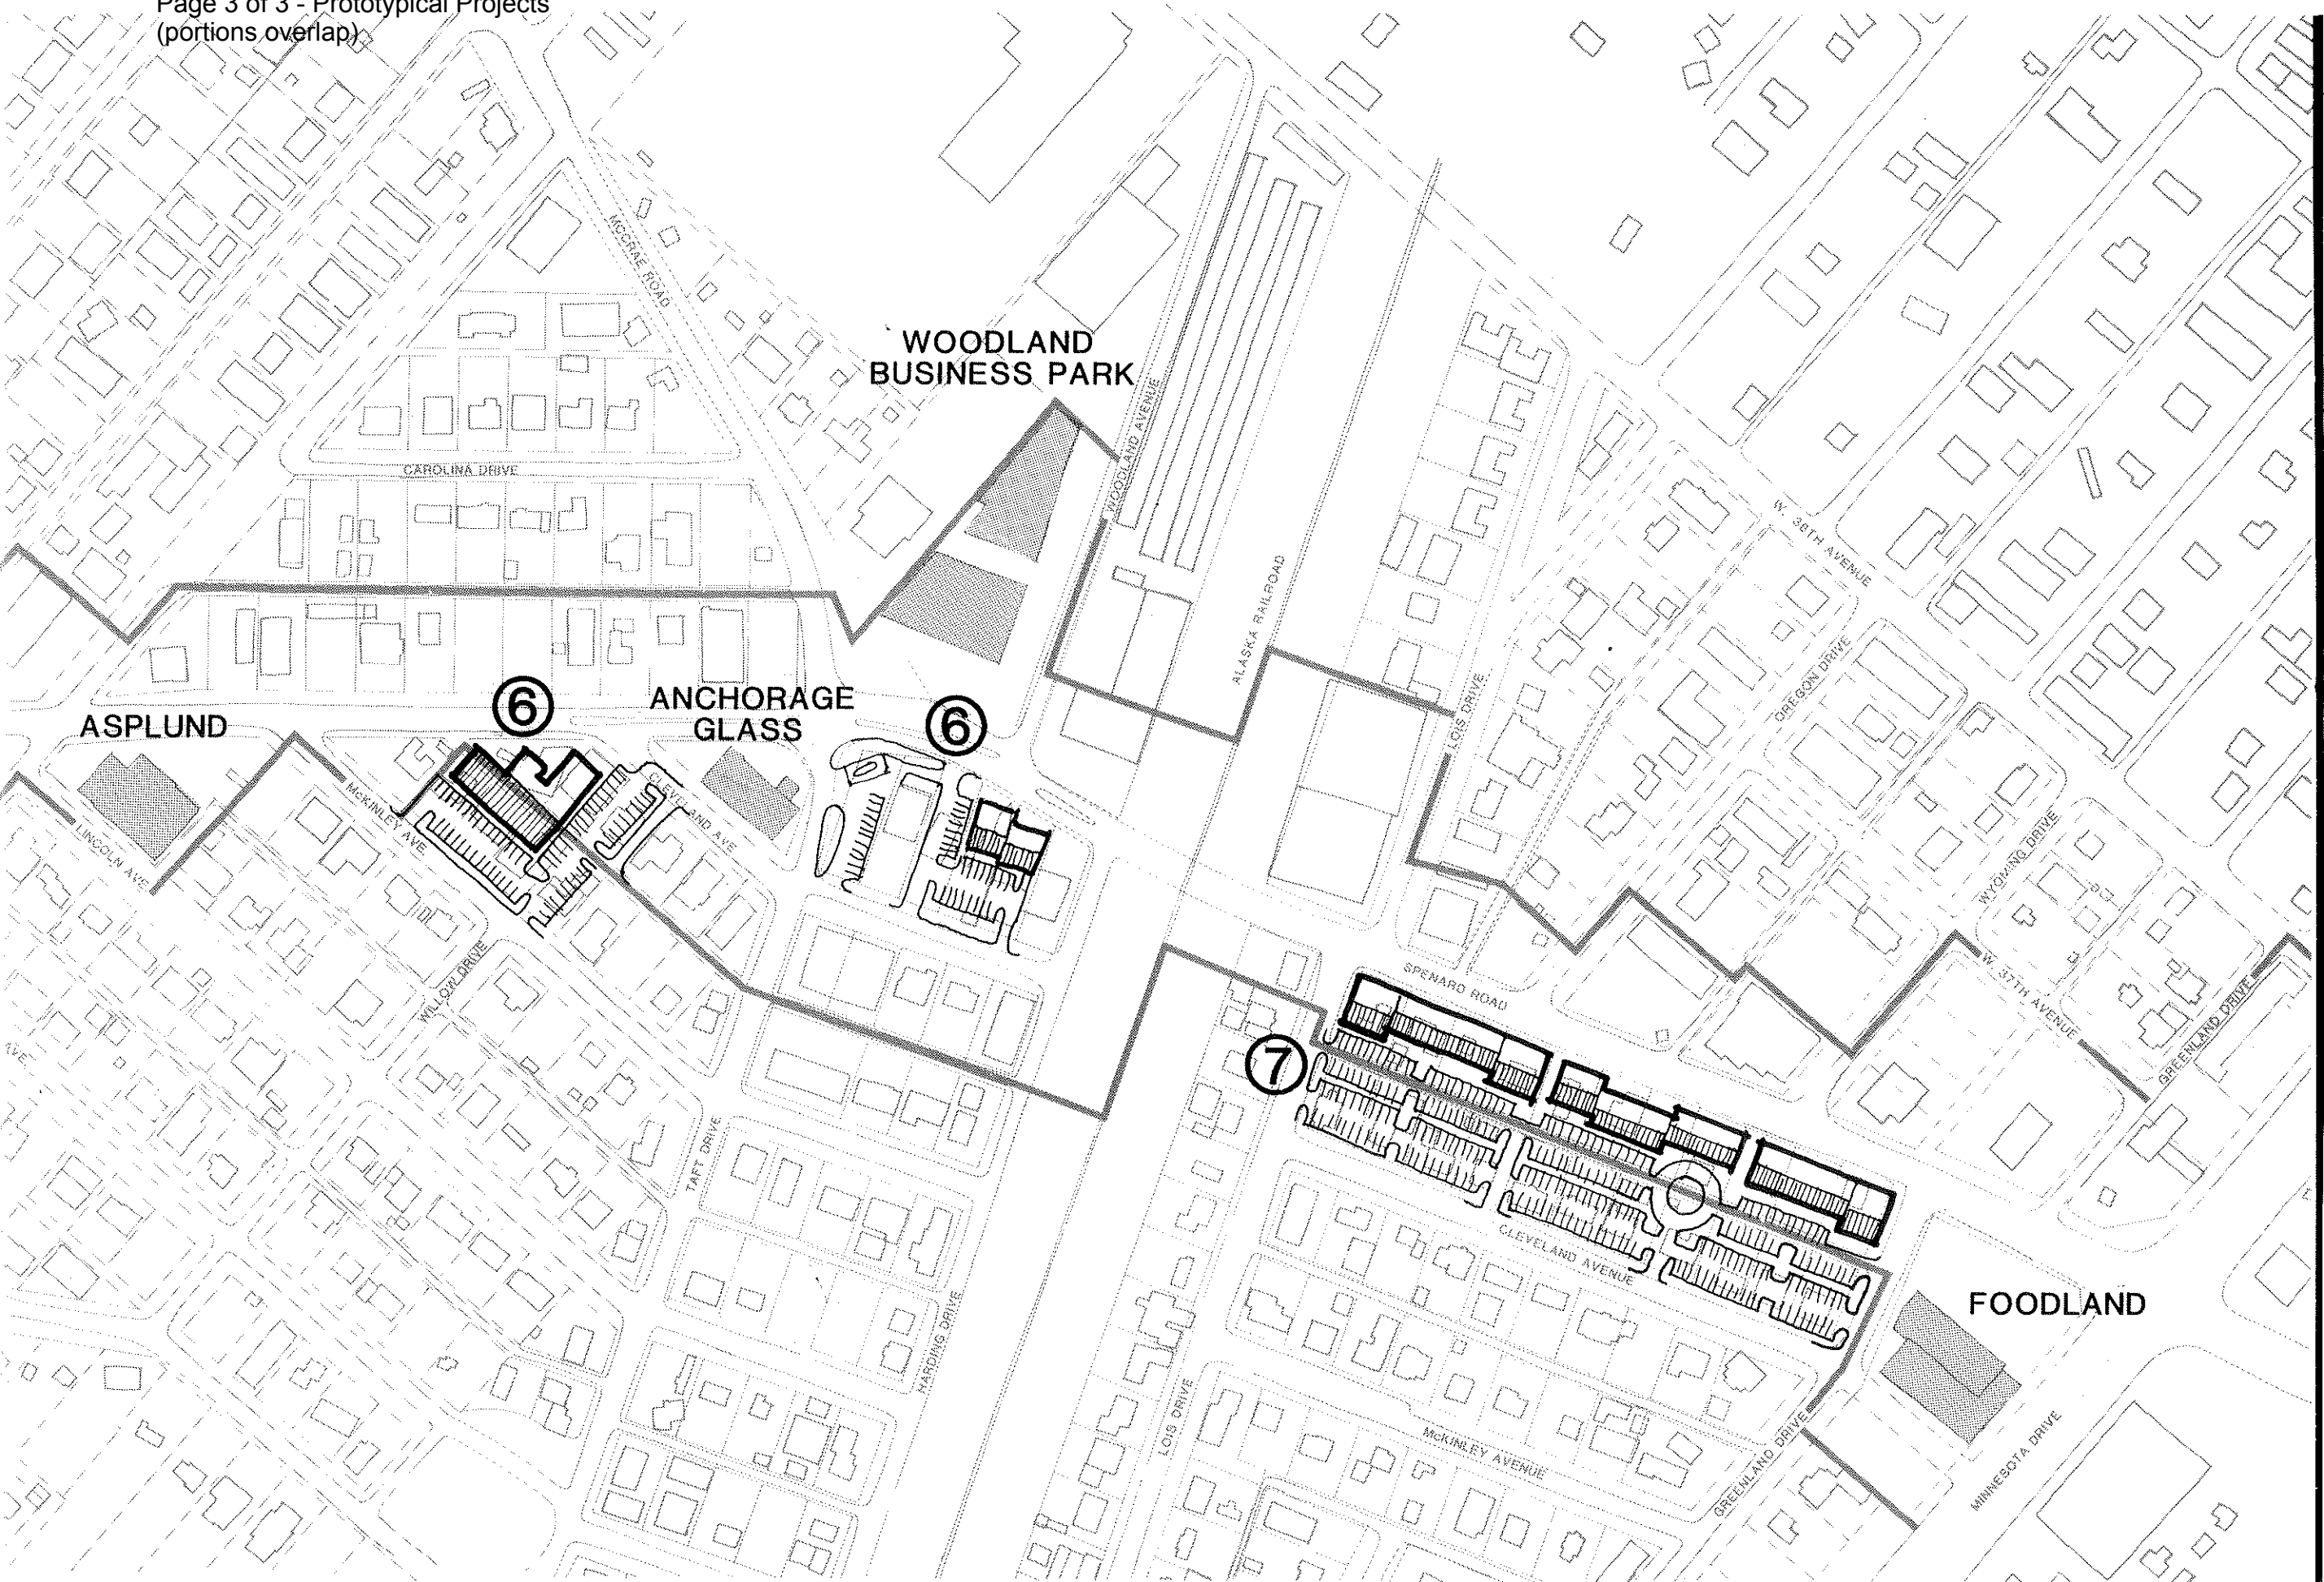 Page 3 of 3 - Prototypical Projects
(portions overlap)
McCRAE ROAD
WOODLAND
BUSINESS PARK
WOODLAND AVENUE
CAROLINA DRIVE
W. 38TH AVENUE
ALASKA RAILROAD
OREGON DRIVE
LOIS DRIVE
ASPLUND
6
ANCHORAGE
GLASS
6
McKINLEY AVE.
CLEVELAND AVE
LINCOLN AVE
WYOMING DRIVE
WILLOW DRIVE
SPENARD ROAD
W. 37TH AVENUE
GREENLAND DRIVE
7
AVE
TAFT DRIVE
CLEVELAND AVENUE
FOODLAND
HARDING DRIVE
LOIS DRIVE
McKINLEY AVENUE
GREENLAND DRIVE
MINNESOTA DRIVE